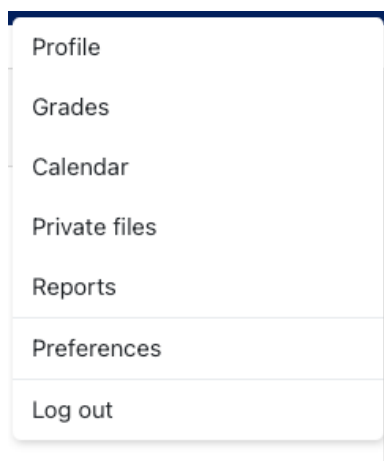 Profile
Grades
Calendar
Private files
Reports
Preferences
Log out